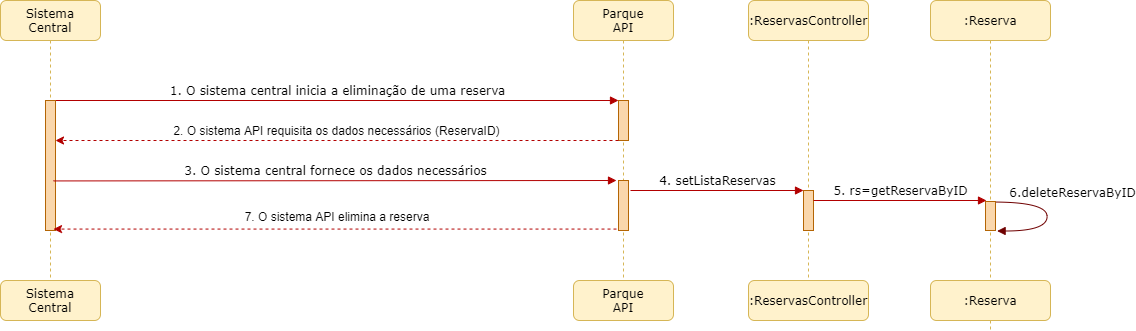 Sistema
Central
Parque
API
:ReservasController
:Reserva
1. O sistema central inicia a eliminação de uma reserva
2. O sistema API requisita os dados necessários (ReservaID)
3. O sistema central fornece os dados necessários
4. setListaReservas
5. rs=getReservaByID
6.deleteReservaByID
7. O sistema API elimina a reserva
Sistema
Central
Parque
API
:ReservasController
:Reserva